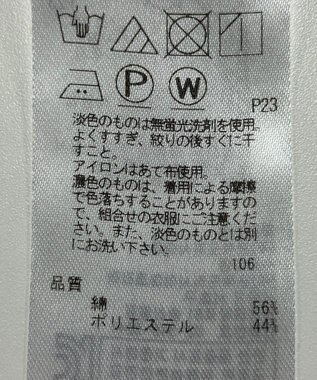 P W
P23
淡色のものは無蛍光洗剤を使用。
よくすすぎ、絞りの後すぐに干
すこと。
アイロンはあて布使用。
濃色のものは、着用による摩擦
で色落ちすることがありますの
で、組合せの衣服にご注意くだ
さい。また、淡色のものとは別
にお洗い下さい。
106
品質
綿 56%
ポリエステル 44%